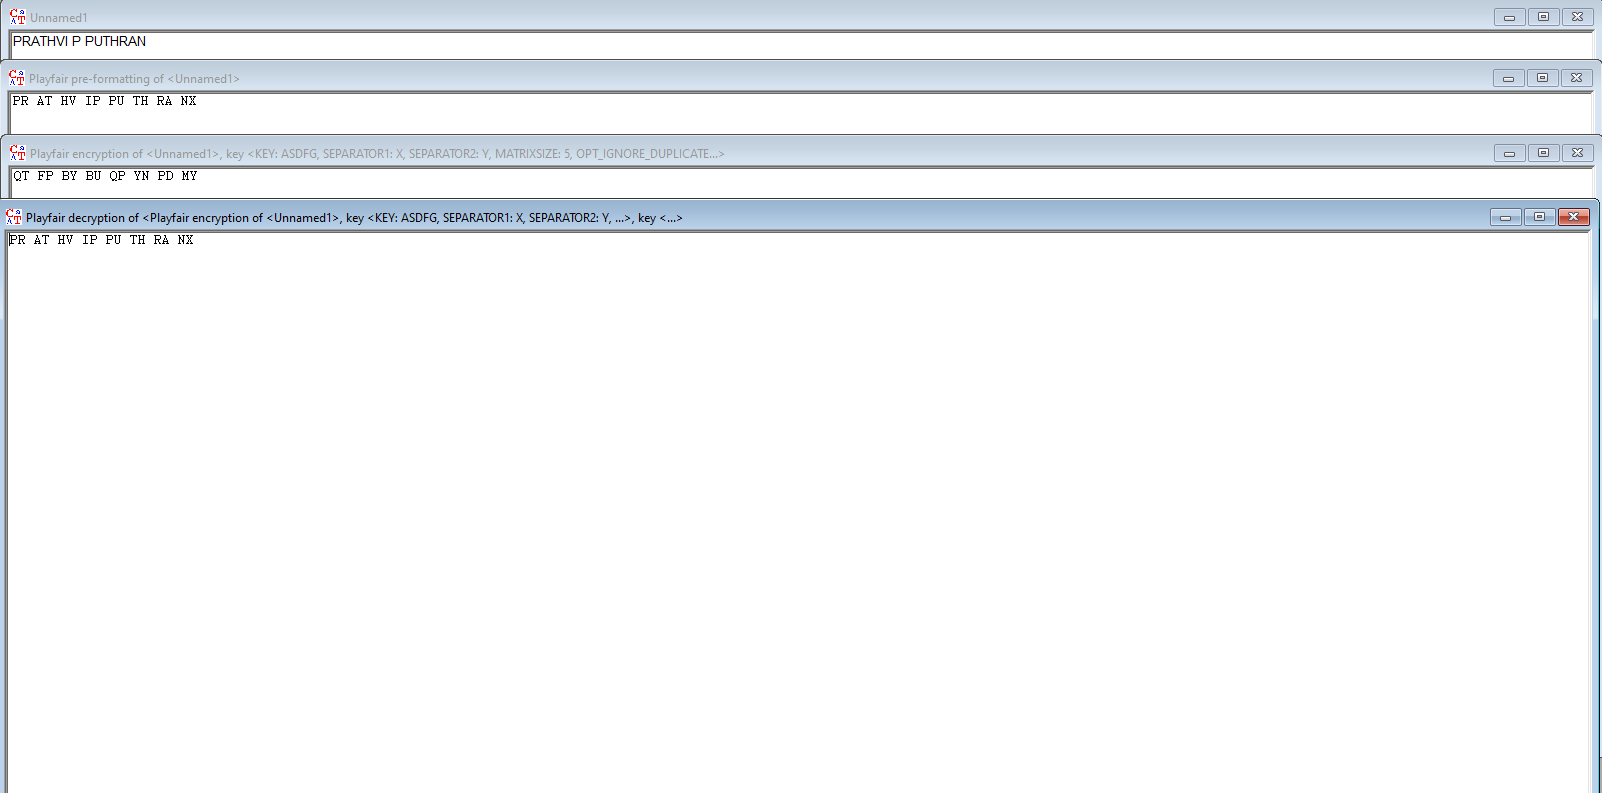 Unnamed1
PRATHVI P PUTHRAN
Playfair pre-formatting of <Unnamed1>
PR AT HV IP PU TH RA NX
Playfair encryption of <Unnamed1>, key <KEY: ASDFG, SEPARATOR1: X, SEPARATOR2: Y, MATRIXSIZE: 5, OPT_IGNORE_DUPLICATE...>
QT FP BY BU QP YN PD MY
Playfair decryption of <Playfair encryption of <Unnamed1>, key <KEY: ASDFG, SEPARATOR1: X, SEPARATOR2: Y, ...>, key <...>
PR AT HV IP PU TH RA NX